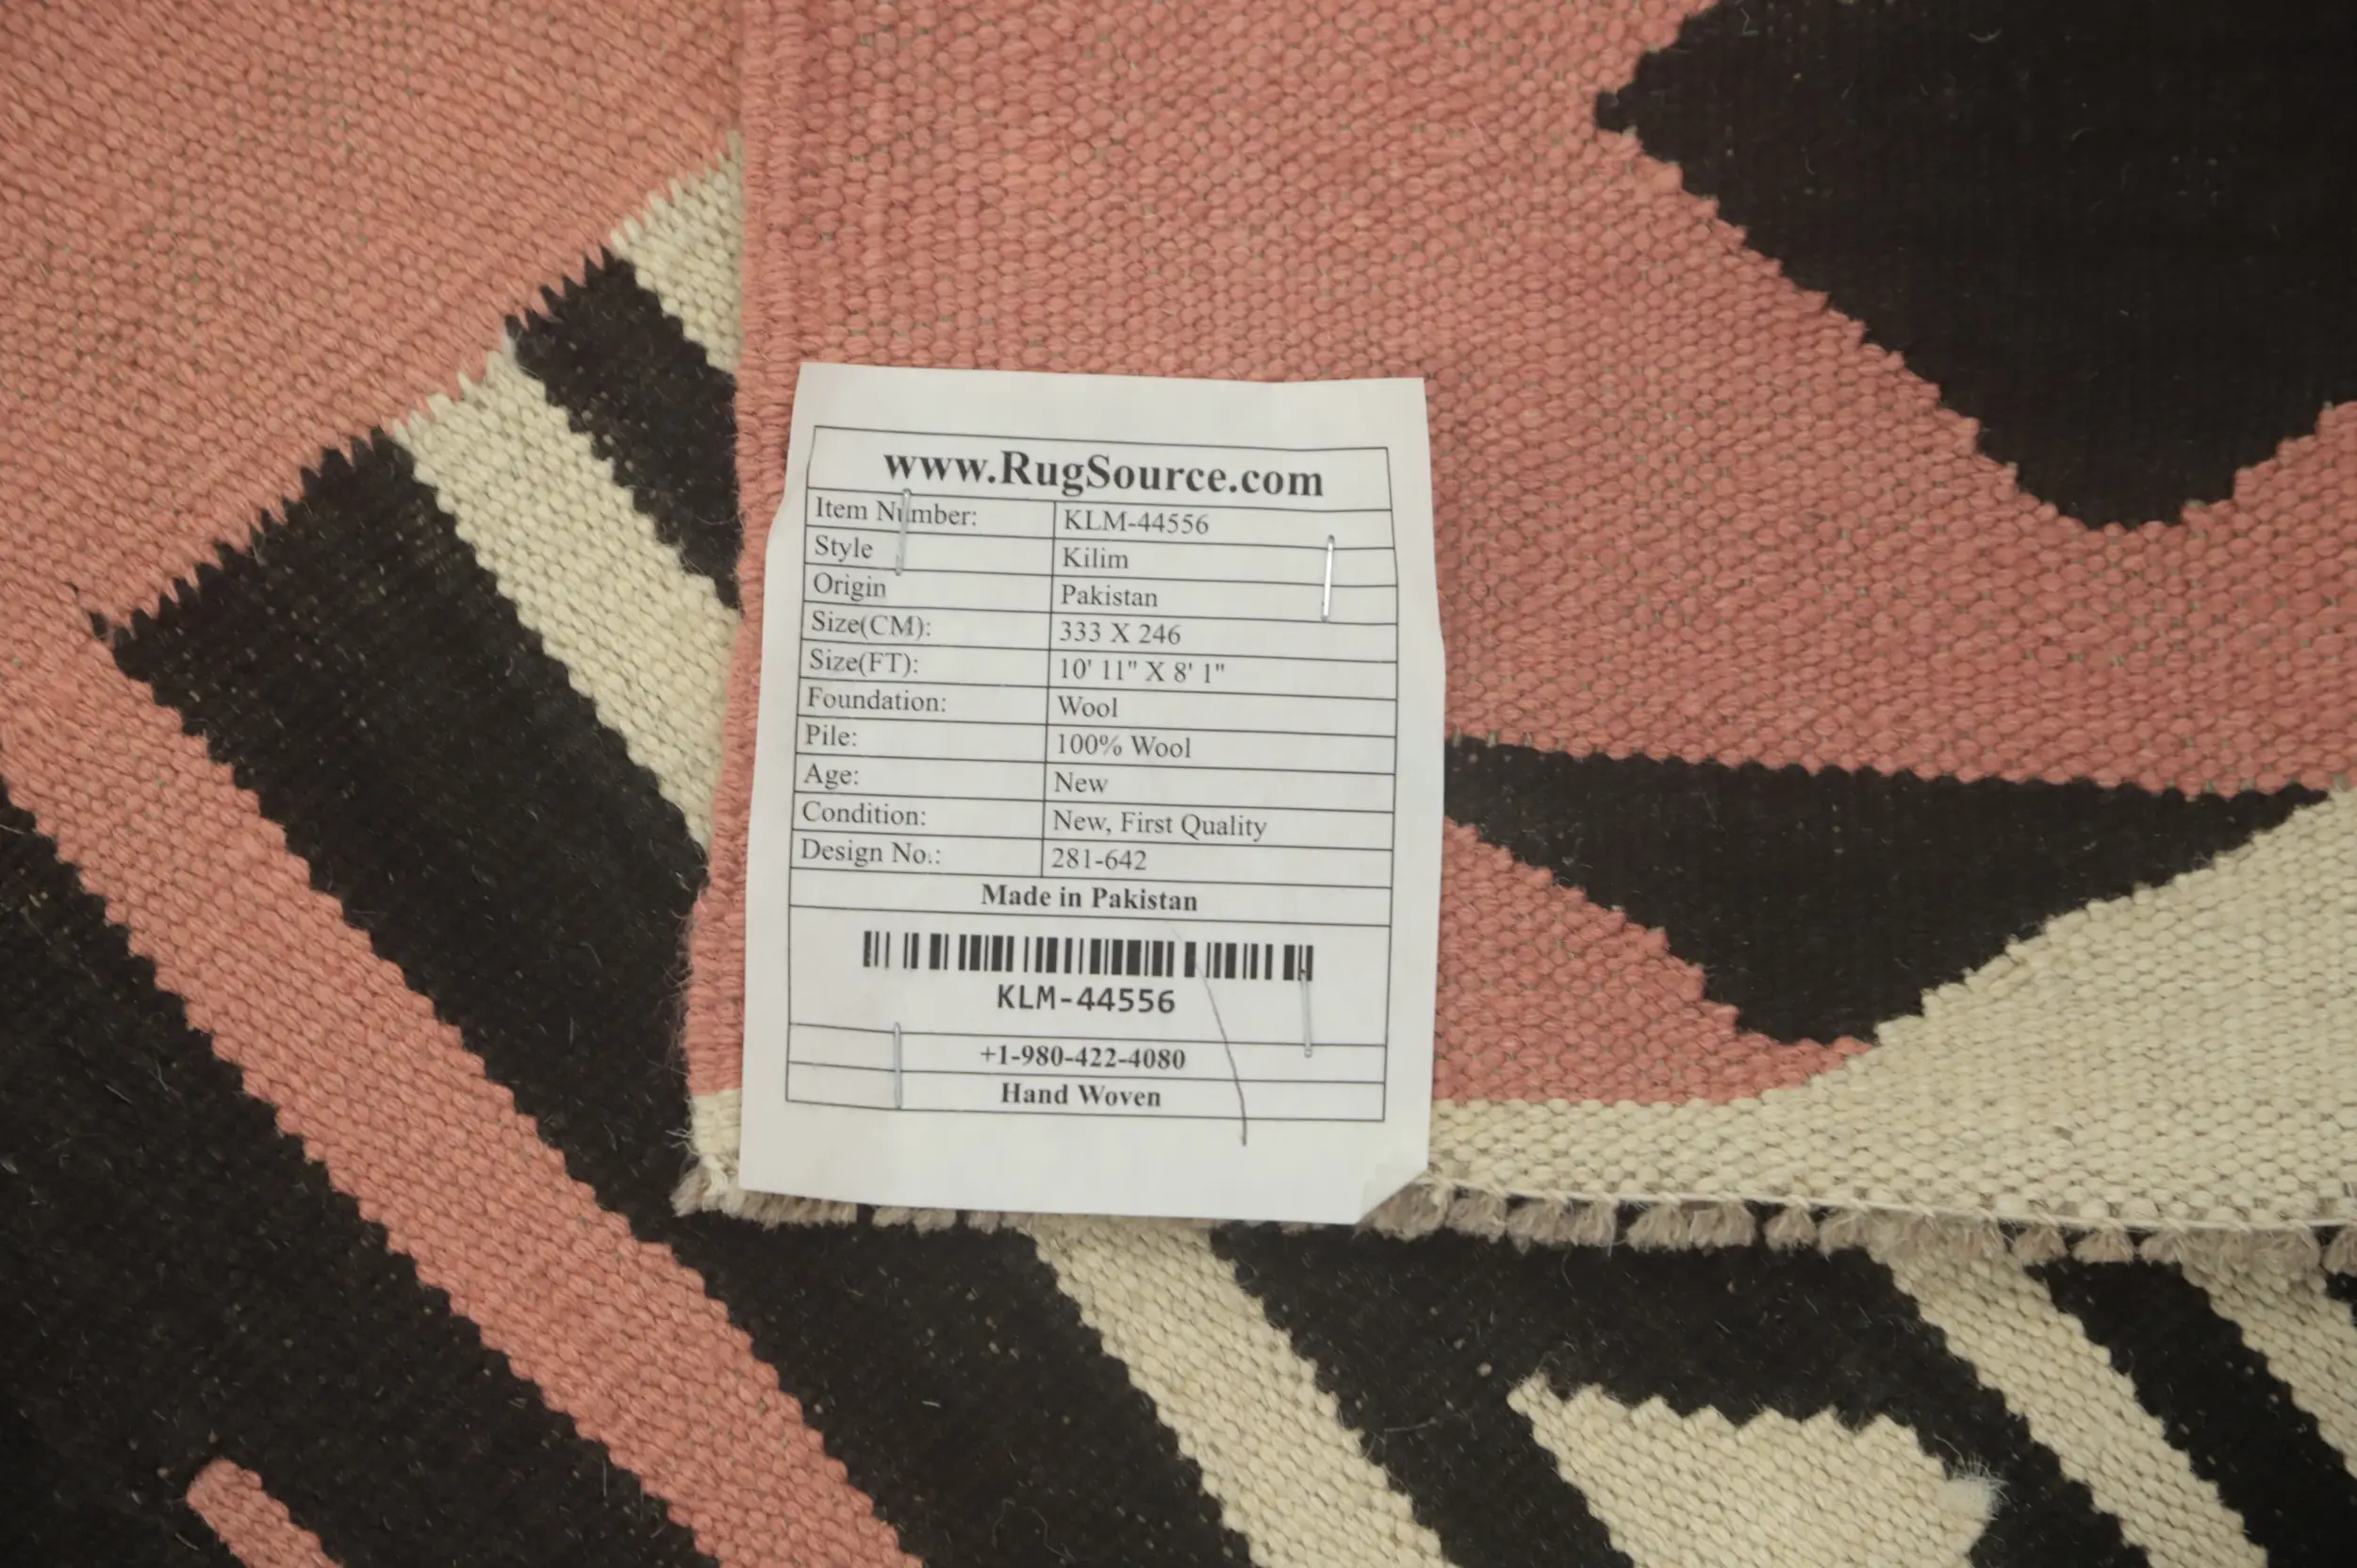 www.RugSource.com
Item Number: KLM-44556
Style Kilim
Origin Pakistan
Size(CM): 333 X 246
Size(FT): 10' 11" X 8' 1"
Foundation: Wool
Pile: 100% Wool
Age: New
Condition: New, First Quality
Design No.: 281-642
Made in Pakistan
KLM-44556
+1-980-422-4080
Hand Woven